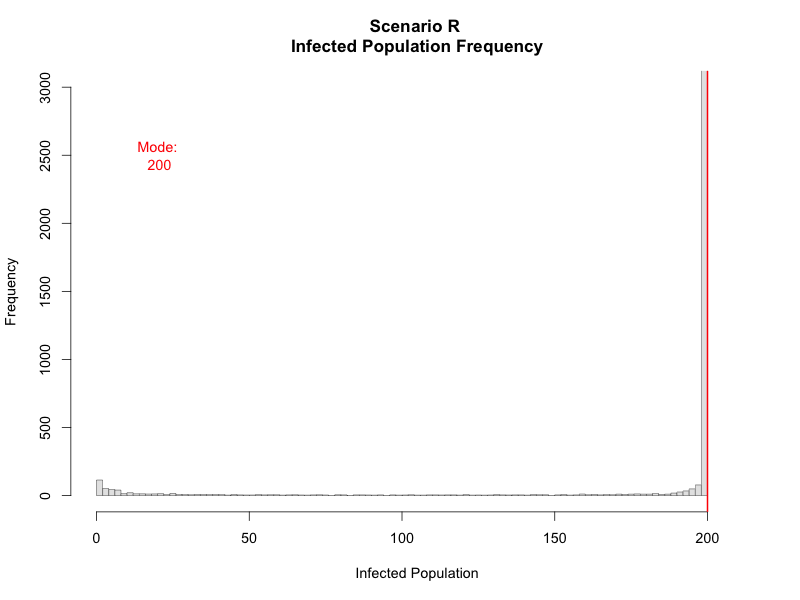 Scenario R
Infected Population Frequency
Mode:
200
Frequency
3000
2500
2000
1500
1000
500
0
0 50 100 150 200
Infected Population